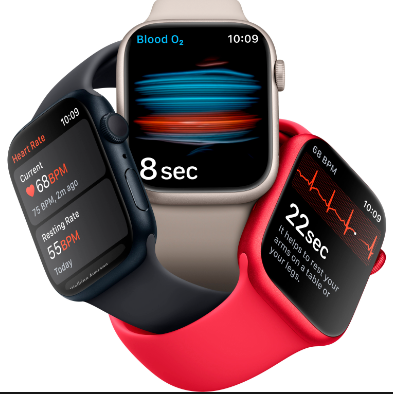 Blood O₂ 10:09
8 sec
Heart Rate 10:09
Current
68BPM
75 BPM, 2m ago
Resting Rate
55BPM
Today
68 BPM 10:09
22sec
It helps to rest your
arms on a table or
your legs.